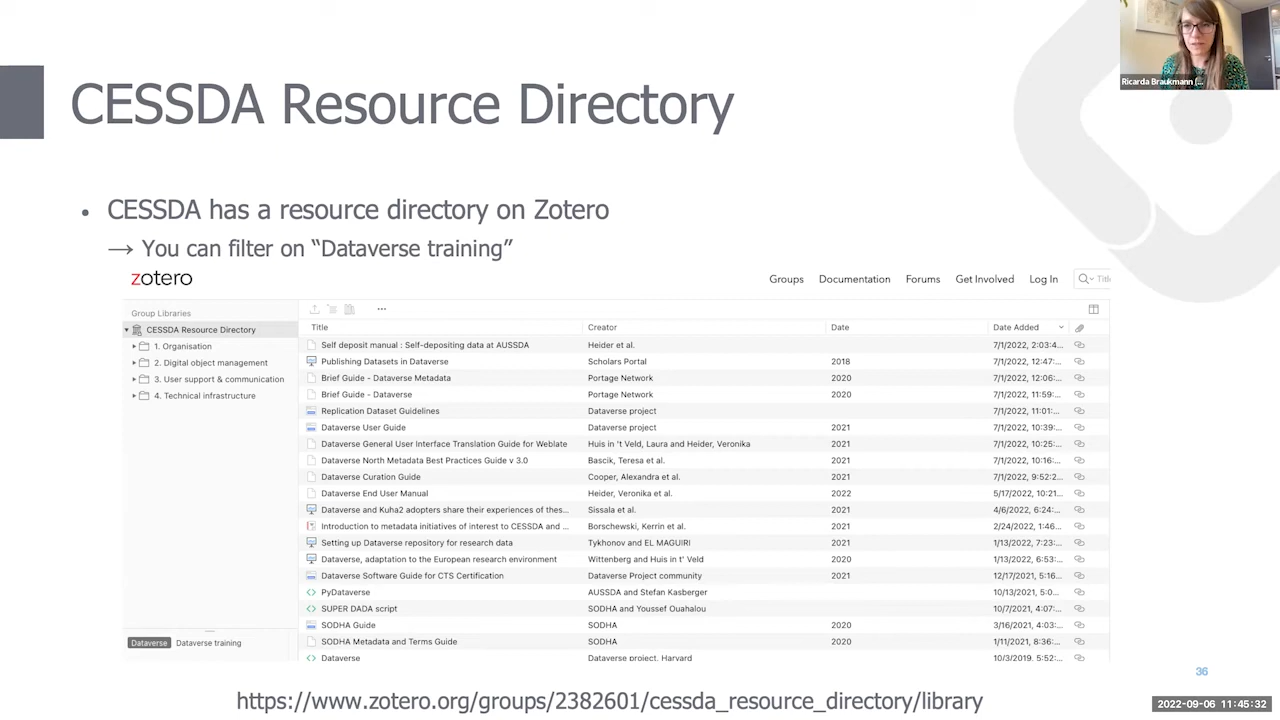 Ricarda Braukmann (...
CESSDA Resource Directory
• CESSDA has a resource directory on Zotero
→ You can filter on “Dataverse training”
zotero
Groups Documentation Forums Get Involved Log In Titl
Group Libraries
CESSDA Resource Directory
1. Organisation
2. Digital object management
3. User support & communication
4. Technical infrastructure
Dataverse Dataverse training
Title Creator Date Date Added
Self deposit manual : Self-depositing data at AUSSDA Heider et al. 7/1/2022, 2:03:4...
Publishing Datasets in Dataverse Scholars Portal 2018 7/1/2022, 12:47:...
Brief Guide - Dataverse Metadata Portage Network 2020 7/1/2022, 12:06:...
Brief Guide - Dataverse Portage Network 2020 7/1/2022, 11:59:...
Replication Dataset Guidelines Dataverse project 7/1/2022, 11:01:...
Dataverse User Guide Dataverse project 2021 7/1/2022, 10:39:...
Dataverse General User Interface Translation Guide for Weblate Huis in 't Veld, Laura and Heider, Veronika 2021 7/1/2022, 10:25:...
Dataverse North Metadata Best Practices Guide v 3.0 Bascik, Teresa et al. 2021 7/1/2022, 10:16:...
Dataverse Curation Guide Cooper, Alexandra et al. 2021 7/1/2022, 9:52:2...
Dataverse End User Manual Heider, Veronika et al. 2022 5/17/2022, 10:21...
Dataverse and Kuha2 adopters share their experiences of thes... Sissala et al. 2021 4/6/2022, 6:24:...
Introduction to metadata initiatives of interest to CESSDA and ... Borschewski, Kerrin et al. 2021 2/24/2022, 1:46...
Setting up Dataverse repository for research data Tykhonov and EL MAGUIRI 2021 1/13/2022, 7:23:...
Dataverse, adaptation to the European research environment Wittenberg and Huis in t' Veld 2020 1/13/2022, 6:53:...
Dataverse Software Guide for CTS Certification Dataverse Project community 2021 12/17/2021, 5:16...
PyDataverse AUSSDA and Stefan Kasberger 10/13/2021, 5:0...
SUPER DADA script SODHA and Youssef Ouahalou 10/7/2021, 4:07:...
SODHA Guide SODHA 2020 3/16/2021, 4:03:...
SODHA Metadata and Terms Guide SODHA 2020 1/11/2021, 8:36:...
Dataverse Dataverse project, Harvard 10/3/2019, 5:52:...
36
https://www.zotero.org/groups/2382601/cessda_resource_directory/library
2022-09-06 11:45:32